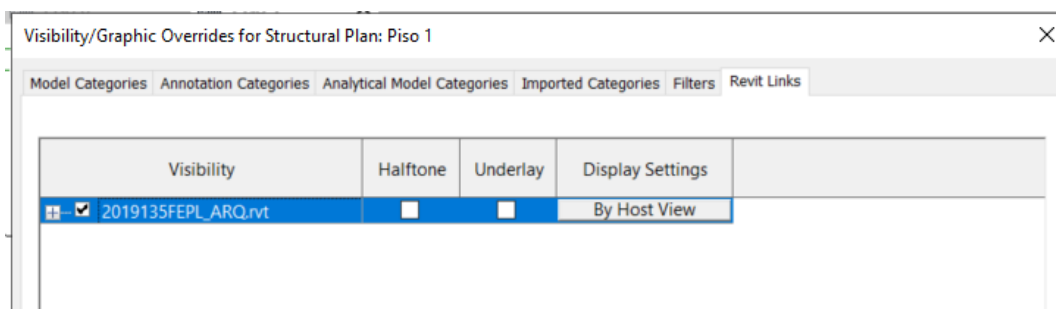 Visibility/Graphic Overrides for Structural Plan: Piso 1
Model Categories Annotation Categories Analytical Model Categories Imported Categories Filters Revit Links
Visibility Halftone Underlay Display Settings
2019135FEPL_ARQ.rvt By Host View